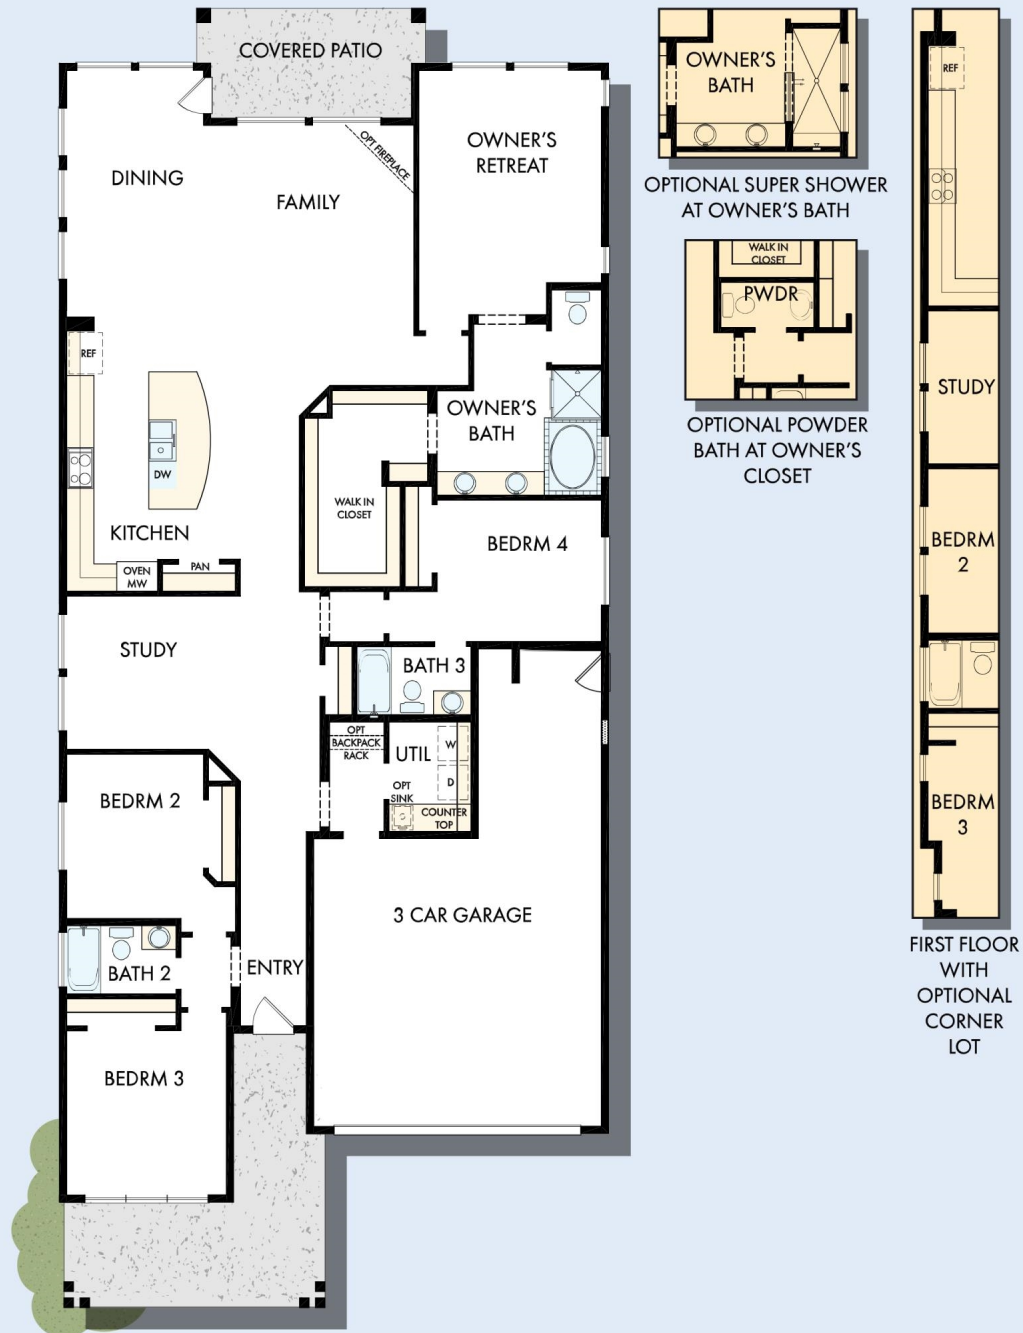 COVERED PATIO
OPT FIREPLACE
OWNER'S
RETREAT
DINING
FAMILY
REF
DW
KITCHEN
OVEN
MW
PAN
OWNER'S
BATH
WALK IN
CLOSET
BEDRM 4
STUDY
BATH 3
OPT
BACKPACK
RACK
UTIL
W
D
OPT
SINK
COUNTER
TOP
BEDRM 2
3 CAR GARAGE
BATH 2
ENTRY
BEDRM 3
OWNER'S
BATH
OPTIONAL SUPER SHOWER
AT OWNER'S BATH
WALK IN
CLOSET
PWDR
OPTIONAL POWDER
BATH AT OWNER'S
CLOSET
REF
STUDY
BEDRM
2
BEDRM
3
FIRST FLOOR
WITH
OPTIONAL
CORNER
LOT